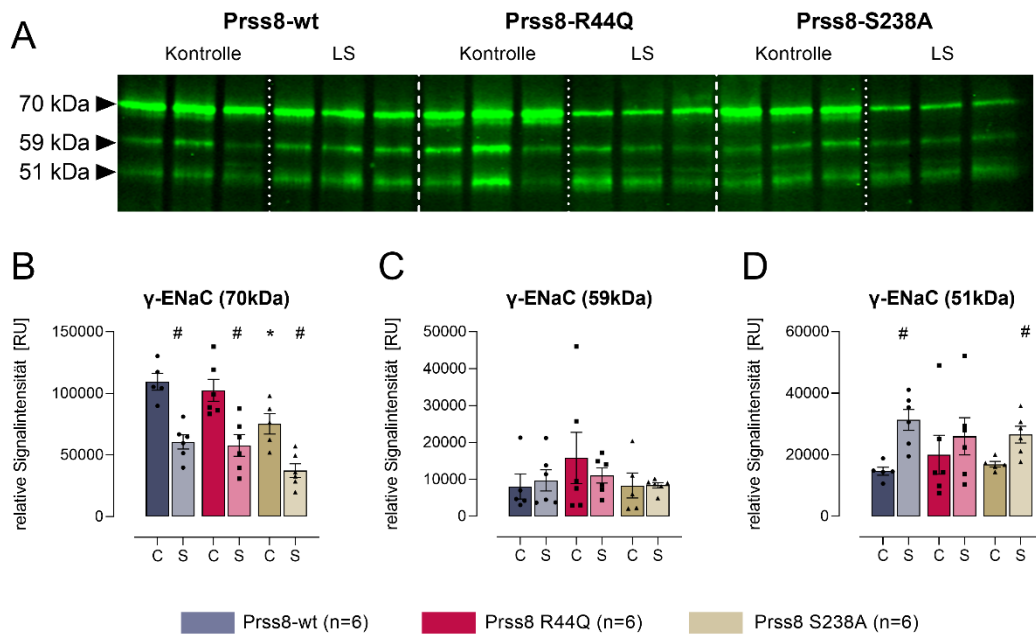 A
Prss8-wt Prss8-R44Q Prss8-S238A
Kontrolle LS Kontrolle LS Kontrolle LS
70 kDa
59 kDa
51 kDa
B
γ-ENaC (70kDa)
relative Signalintensität [RU]
150000
100000
50000
0
# # * #
C S C S C S
C
γ-ENaC (59kDa)
relative Signalintensität [RU]
50000
40000
30000
20000
10000
0
C S C S C S
D
γ-ENaC (51kDa)
relative Signalintensität [RU]
60000
40000
20000
0
# #
C S C S C S
Prss8-wt (n=6) Prss8 R44Q (n=6) Prss8 S238A (n=6)